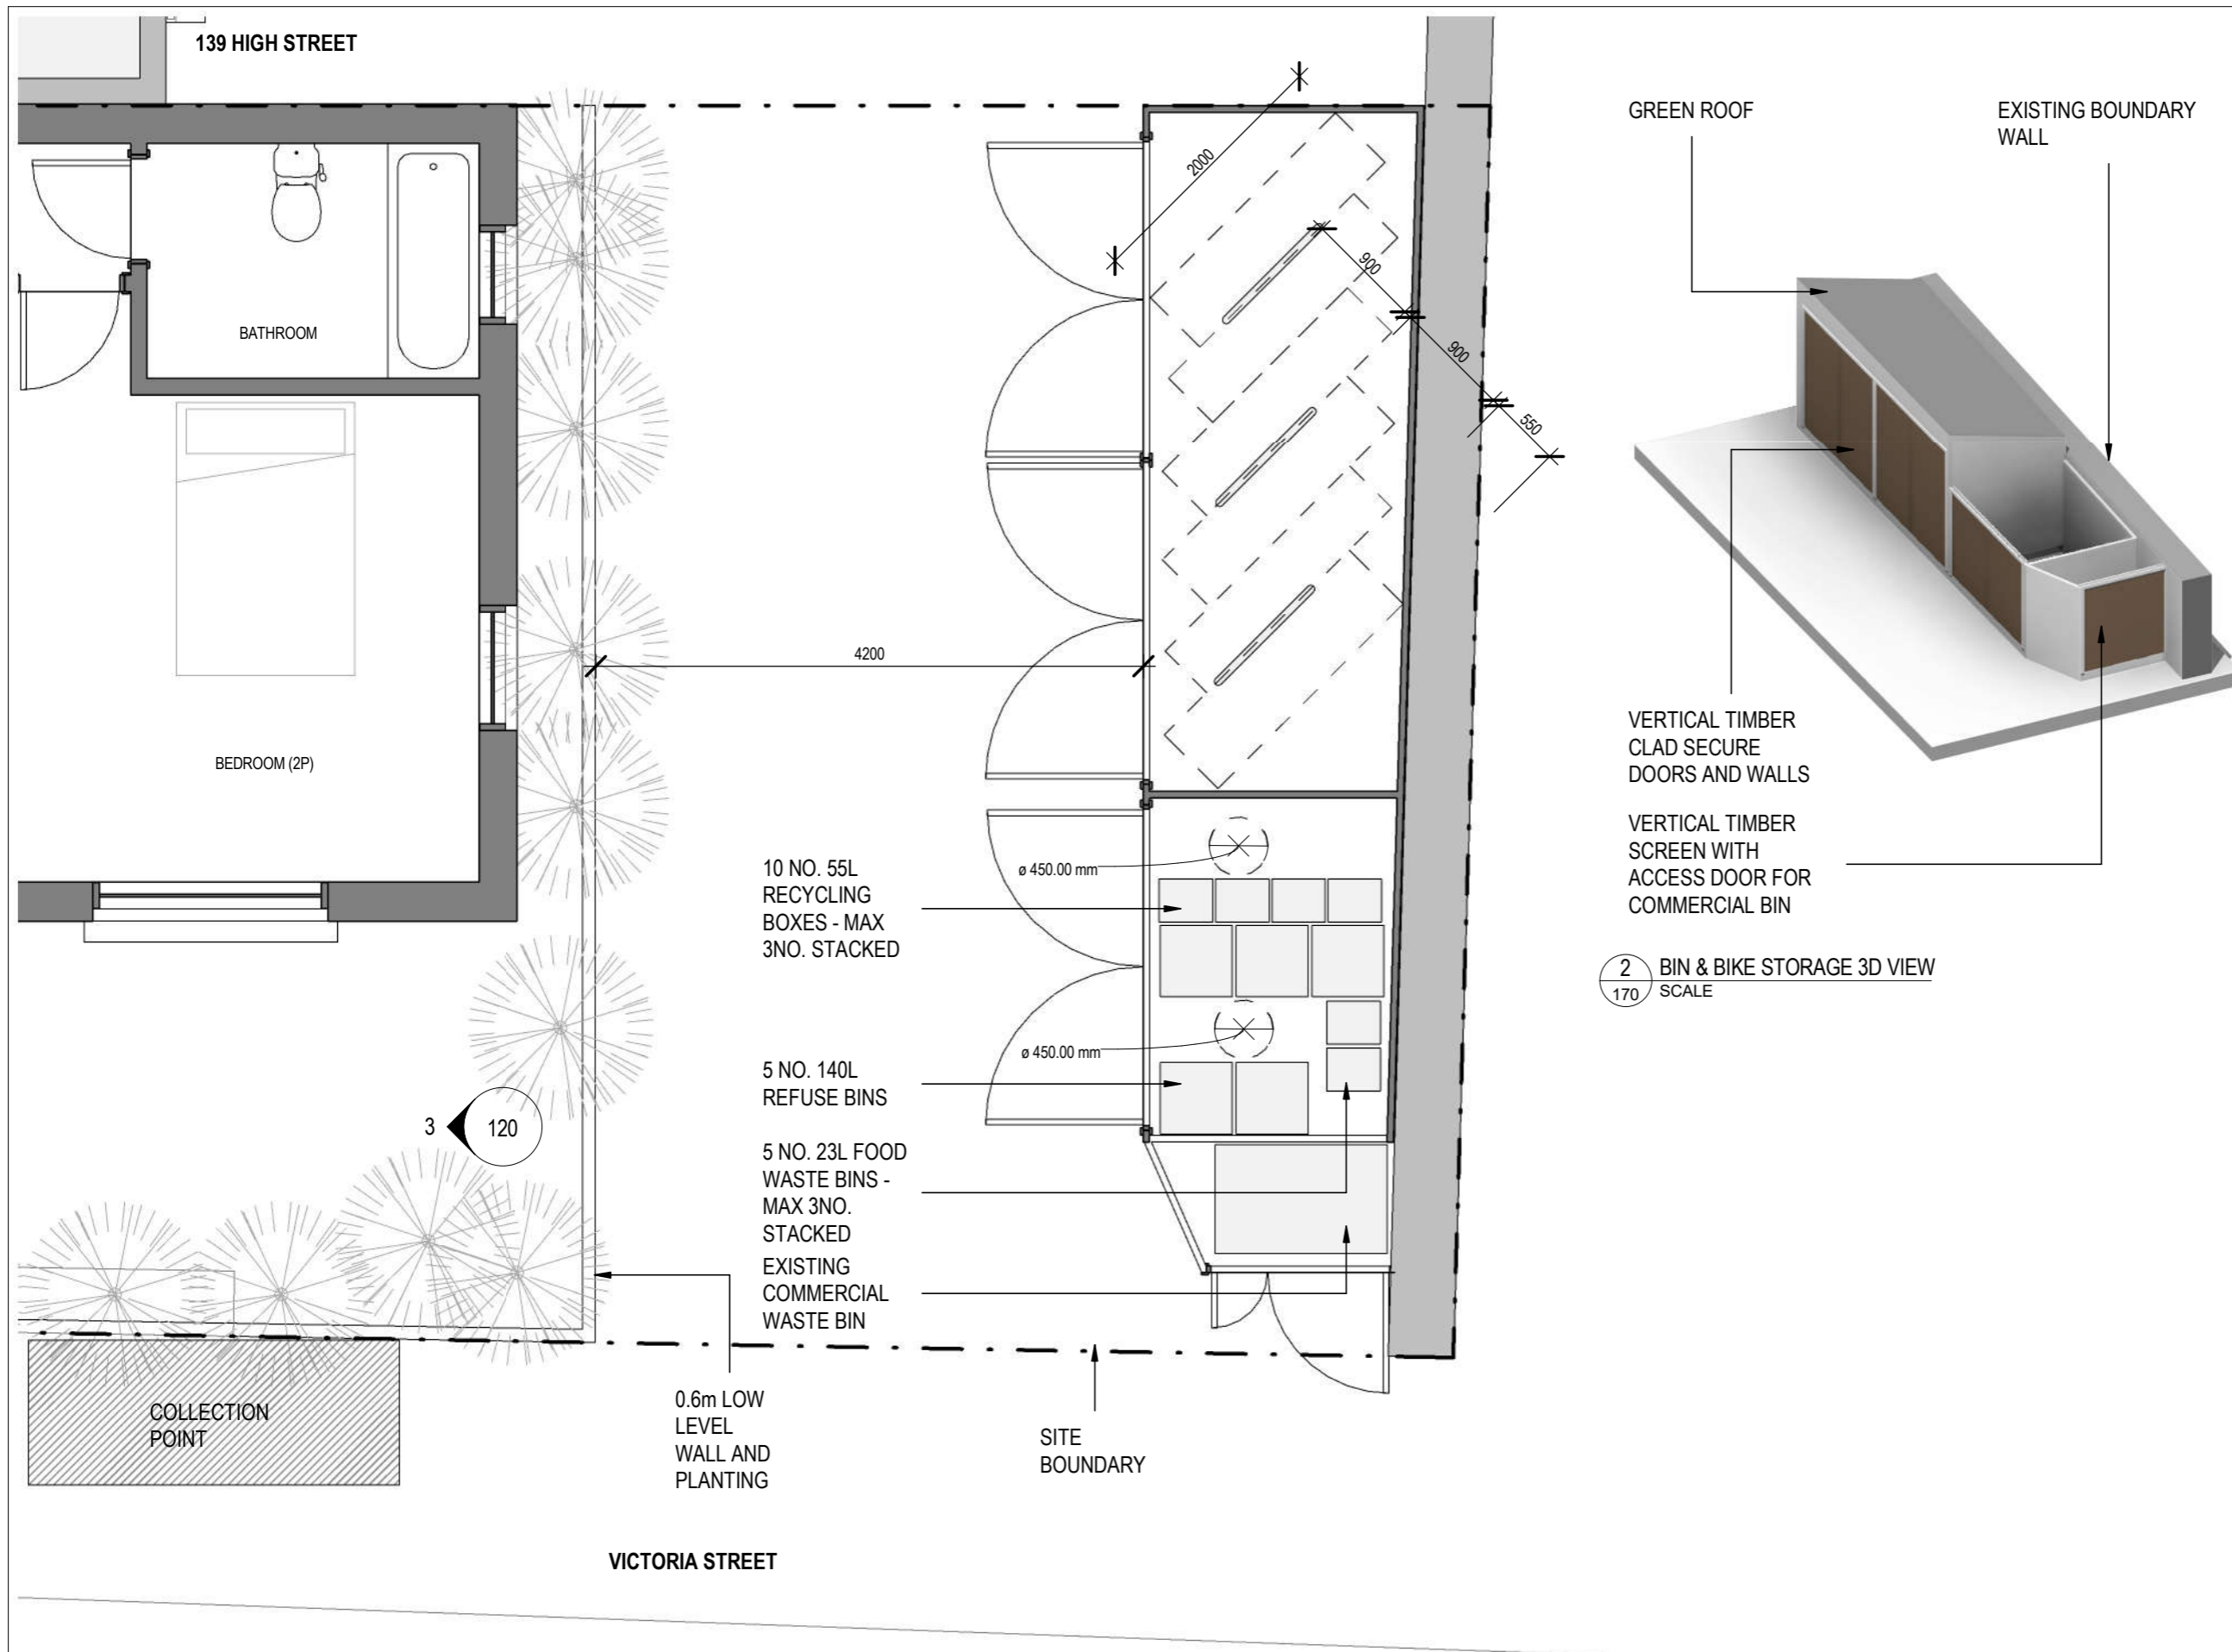 139 HIGH STREET
GREEN ROOF
EXISTING BOUNDARY
WALL
2000
900
900
550
BATHROOM
4200
BEDROOM (2P)
VERTICAL TIMBER
CLAD SECURE
DOORS AND WALLS
VERTICAL TIMBER
SCREEN WITH
ACCESS DOOR FOR
COMMERCIAL BIN
10 NO. 55L
RECYCLING
BOXES - MAX
3NO. STACKED
ø 450.00 mm
2
170
BIN & BIKE STORAGE 3D VIEW
SCALE
ø 450.00 mm
5 NO. 140L
REFUSE BINS
3
120
5 NO. 23L FOOD
WASTE BINS -
MAX 3NO.
STACKED
EXISTING
COMMERCIAL
WASTE BIN
COLLECTION
POINT
0.6m LOW
LEVEL
WALL AND
PLANTING
SITE
BOUNDARY
VICTORIA STREET